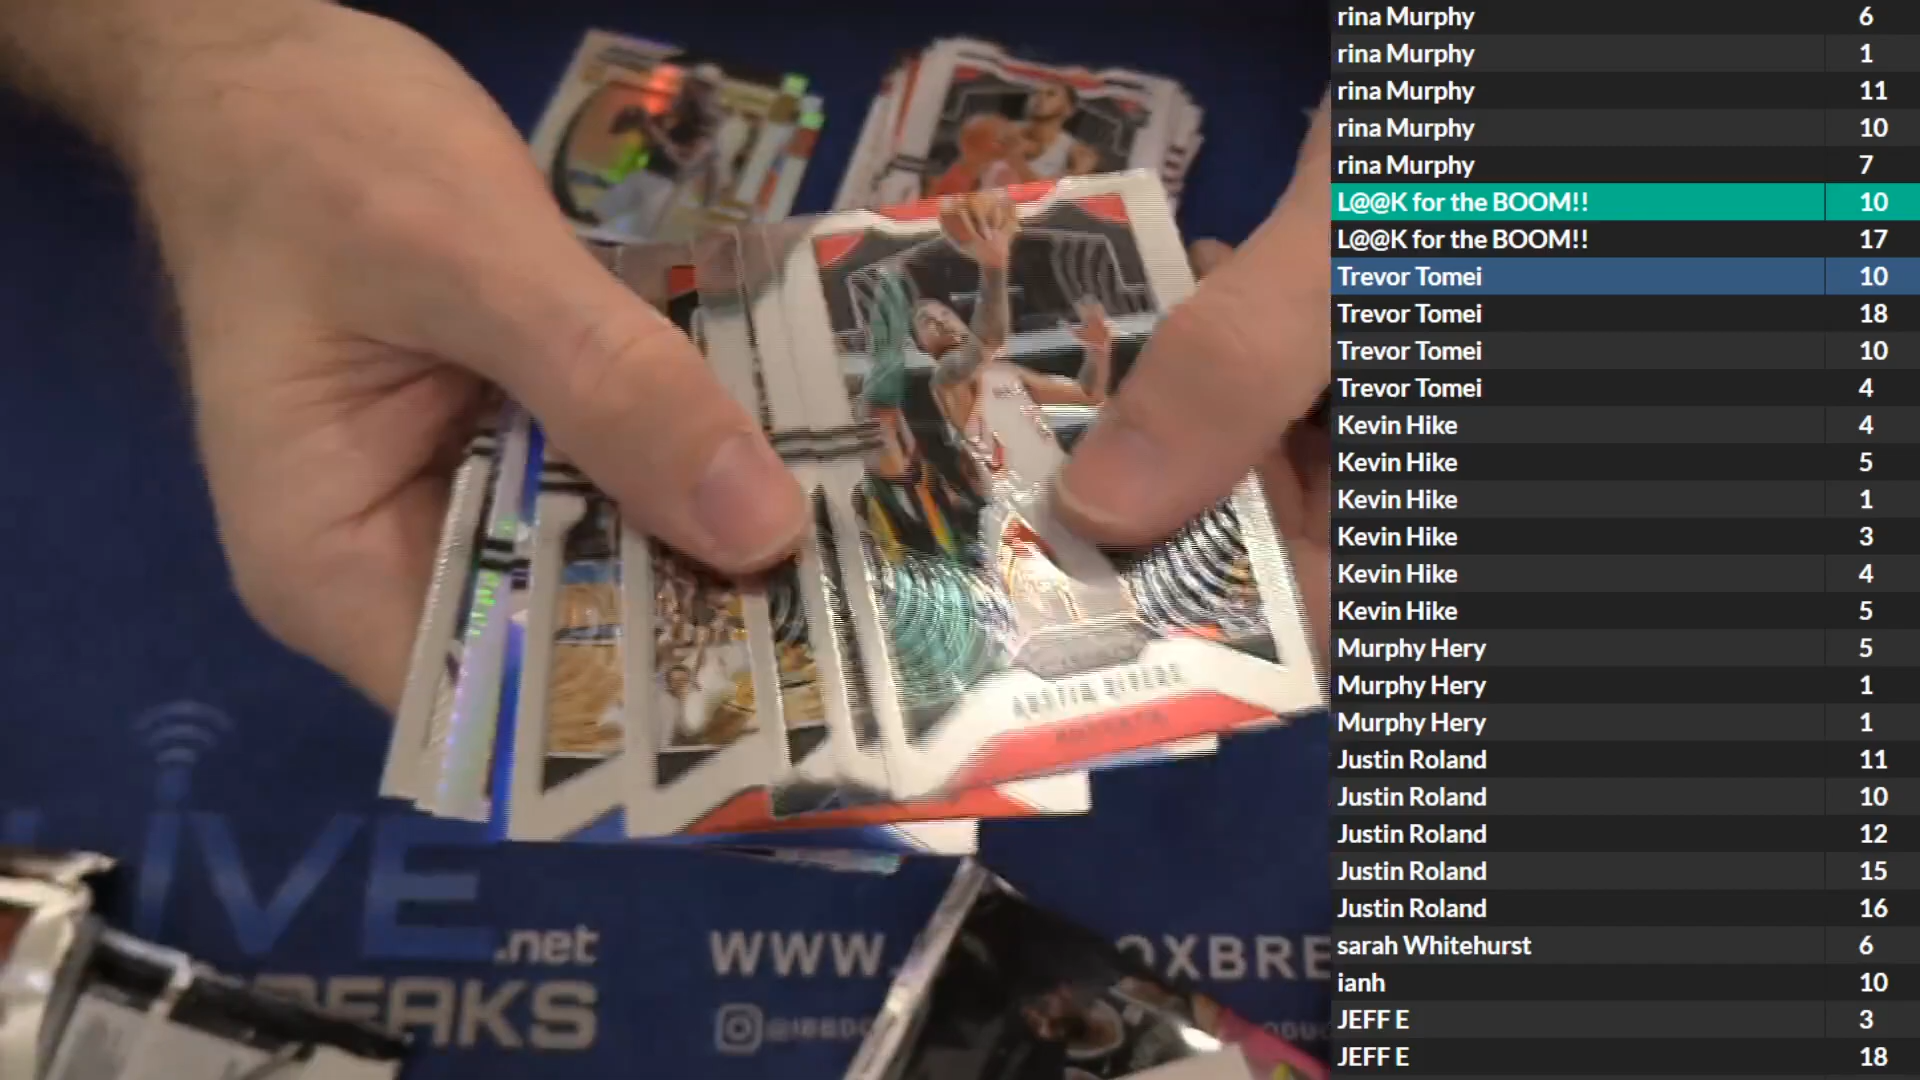 rina Murphy 6
rina Murphy 1
rina Murphy 11
rina Murphy 10
rina Murphy 7
L@@K for the BOOM!! 10
L@@K for the BOOM!! 17
Trevor Tomei 10
Trevor Tomei 18
Trevor Tomei 10
Trevor Tomei 4
Kevin Hike 4
Kevin Hike 5
Kevin Hike 1
Kevin Hike 3
Kevin Hike 4
Kevin Hike 5
Murphy Hery 5
Murphy Hery 1
Murphy Hery 1
Justin Roland 11
Justin Roland 10
Justin Roland 12
Justin Roland 15
Justin Roland 16
sarah Whitehurst 6
ianh 10
JEFF E 3
JEFF E 18
AUSTIN RIVERS
IVE
.net
WWW.
OXBRE